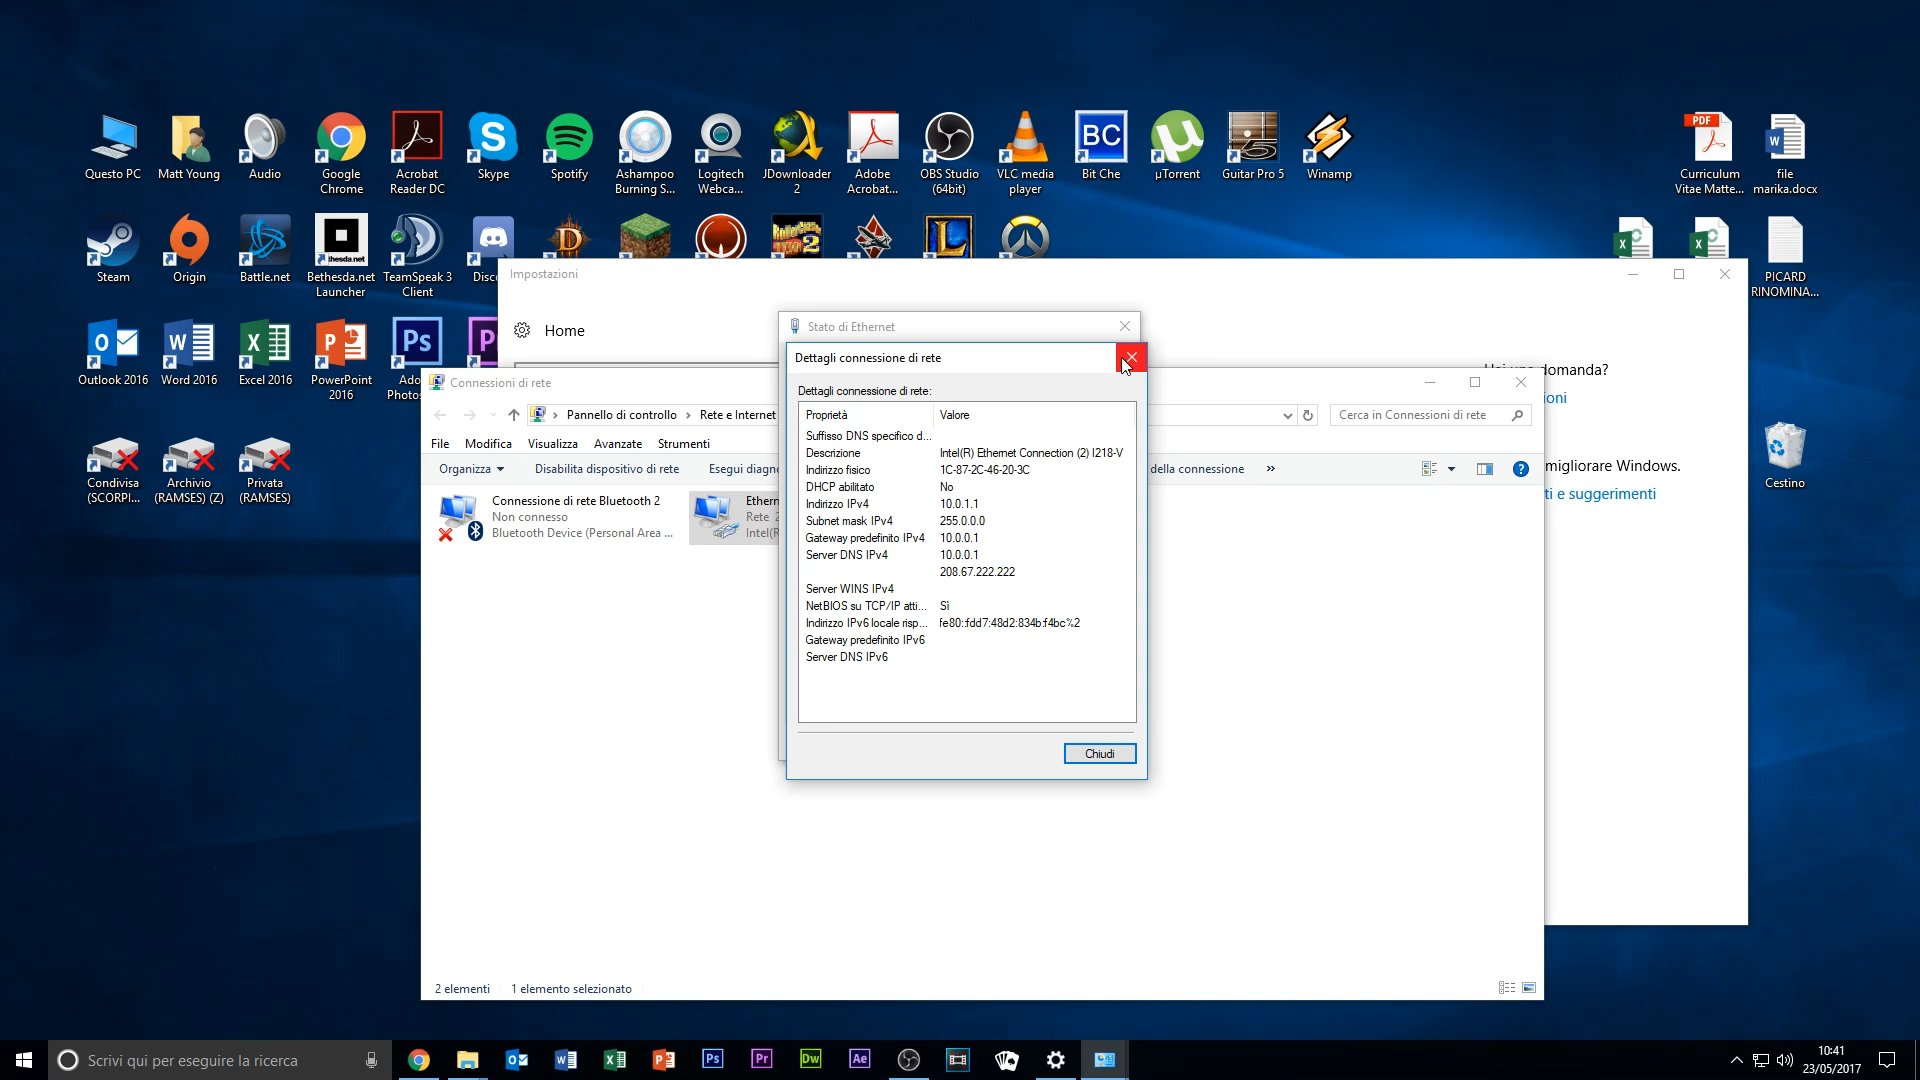 Questo PC
Matt Young
Audio
Google Chrome
Acrobat Reader DC
Skype
Spotify
Ashampoo Burning S...
Logitech Webca...
JDownloader 2
Adobe Acrobat...
OBS Studio (64bit)
VLC media player
Bit Che
µTorrent
Guitar Pro 5
Winamp
PDF
Curriculum Vitae Matte...
file marika.docx
Steam
Origin
Battle.net
Bethesda.net Launcher
TeamSpeak 3 Client
PICARD RINOMINA...
Outlook 2016
Word 2016
Excel 2016
PowerPoint 2016
Condivisa (SCORPI...
Archivio (RAMSES) (Z)
Privata (RAMSES)
Cestino
Impostazioni
Home
domanda?
migliorare Windows.
ti e suggerimenti
Stato di Ethernet
Connessioni di rete
Pannello di controllo
Rete e Internet
Cerca in Connessioni di rete
File Modifica Visualizza Avanzate Strumenti
Organizza
Disabilita dispositivo di rete
Esegui diagn
della connessione
»
Connessione di rete Bluetooth 2
Non connesso
Bluetooth Device (Personal Area ...
Ethern
Rete 2
Intel(R
2 elementi
1 elemento selezionato
Dettagli connessione di rete
Dettagli connessione di rete:
Proprietà Valore
Suffisso DNS specifico d...
Descrizione Intel(R) Ethernet Connection (2) I218-V
Indirizzo fisico 1C-87-2C-46-20-3C
DHCP abilitato No
Indirizzo IPv4 10.0.1.1
Subnet mask IPv4 255.0.0.0
Gateway predefinito IPv4 10.0.0.1
Server DNS IPv4 10.0.0.1
208.67.222.222
Server WINS IPv4
NetBIOS su TCP/IP atti... Sì
Indirizzo IPv6 locale risp... fe80::fdd7:48d2:834b:f4bc%2
Gateway predefinito IPv6
Server DNS IPv6
Chiudi
Scrivi qui per eseguire la ricerca
10:41
23/05/2017